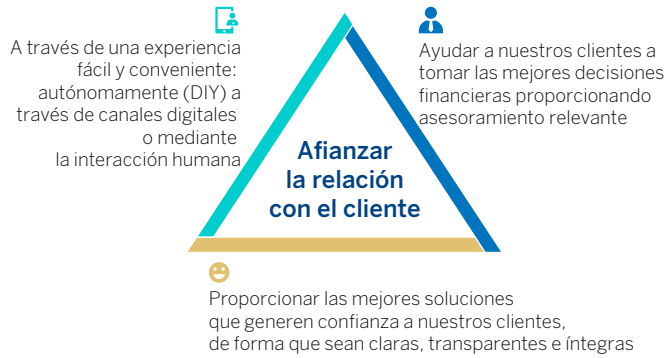 A través de una experiencia
fácil y conveniente:
autónomamente (DIY) a
través de canales digitales
o mediante
la interacción humana
Ayudar a nuestros clientes a
tomar las mejores decisiones
financieras proporcionando
asesoramiento relevante
Afianzar
la relación
con el cliente
Proporcionar las mejores soluciones
que generen confianza a nuestros clientes,
de forma que sean claras, transparentes e íntegras